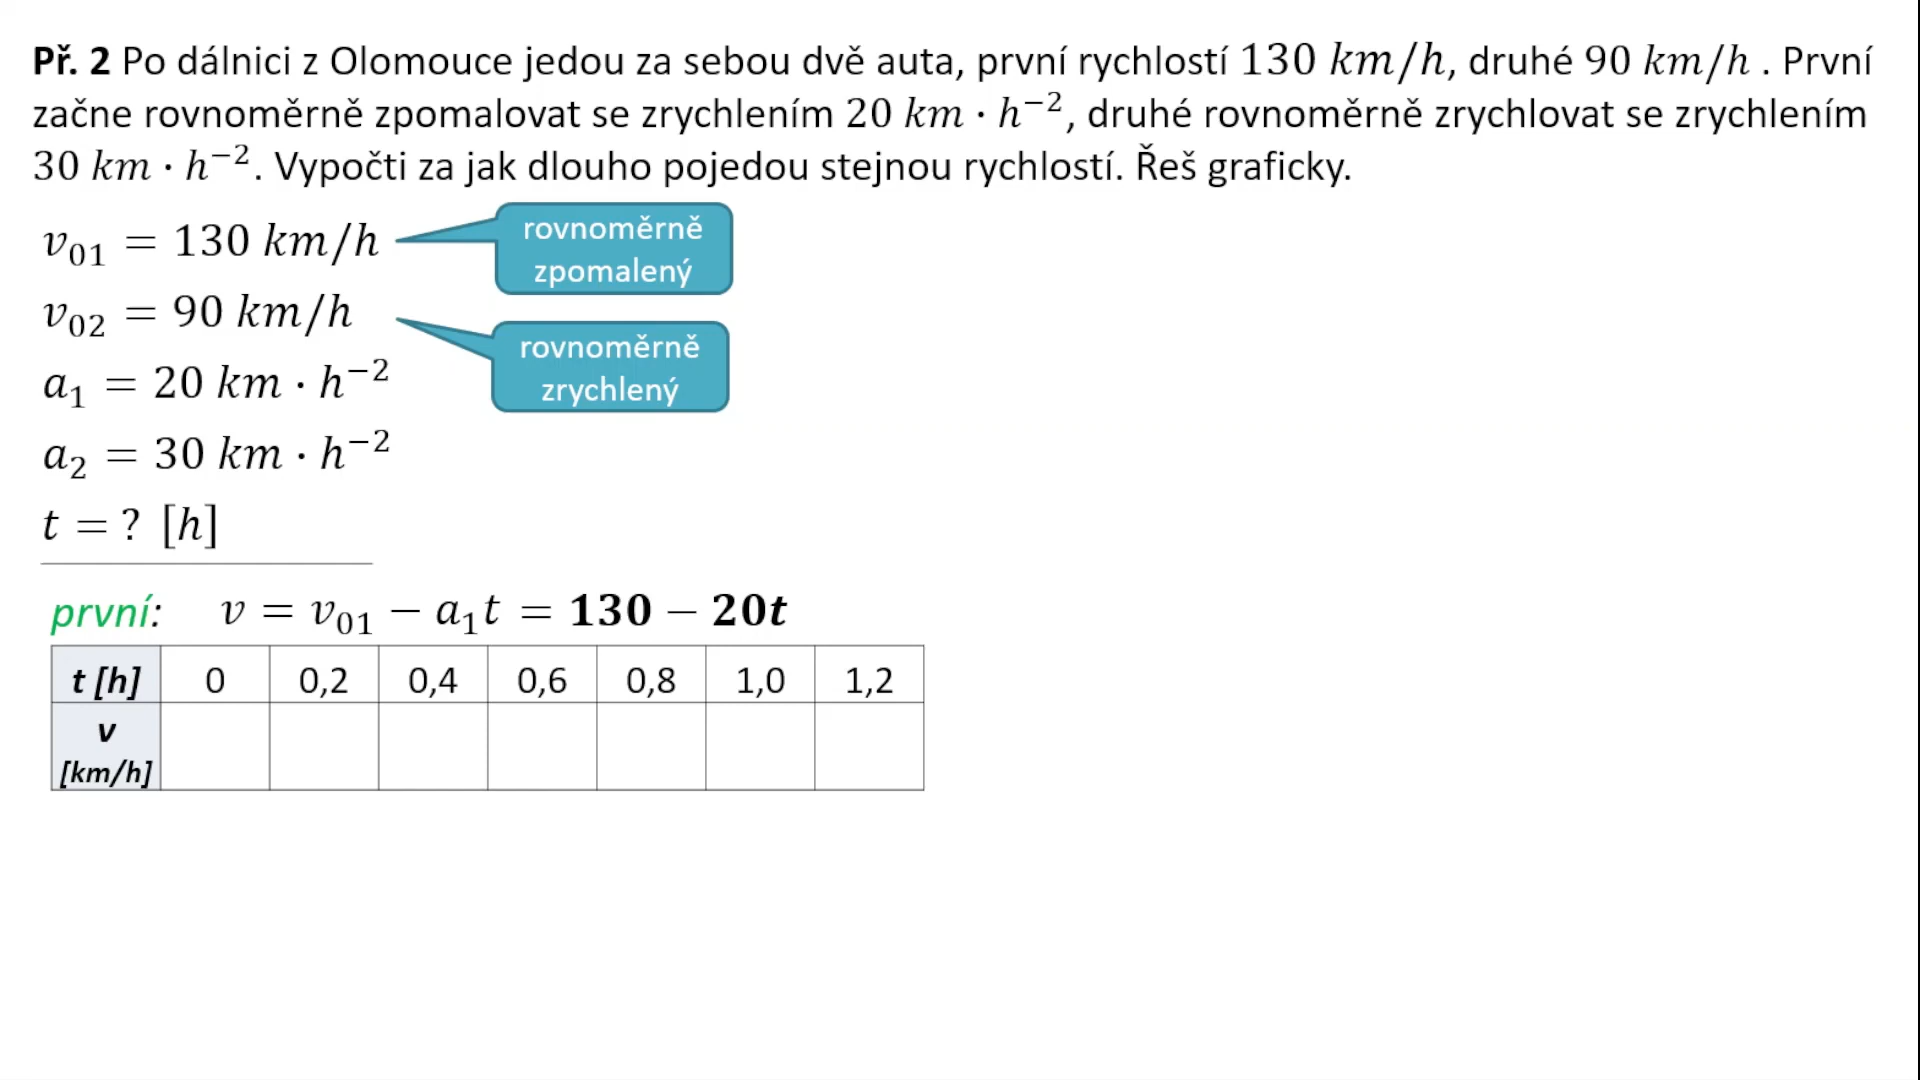 Př. 2 Po dálnici z Olomouce jedou za sebou dvě auta, první rychlostí 130 km/h, druhé 90 km/h . První
začne rovnoměrně zpomalovat se zrychlením 20 km · h⁻², druhé rovnoměrně zrychlovat se zrychlením
30 km · h⁻². Vypočti za jak dlouho pojedou stejnou rychlostí. Řeš graficky.
v₀₁ = 130 km/h
rovnoměrně
zpomalený
v₀₂ = 90 km/h
rovnoměrně
zrychlený
a₁ = 20 km · h⁻²
a₂ = 30 km · h⁻²
t = ? [h]
první: v = v₀₁ − a₁t = 130 − 20t
t [h] 0 0,2 0,4 0,6 0,8 1,0 1,2
v
[km/h]